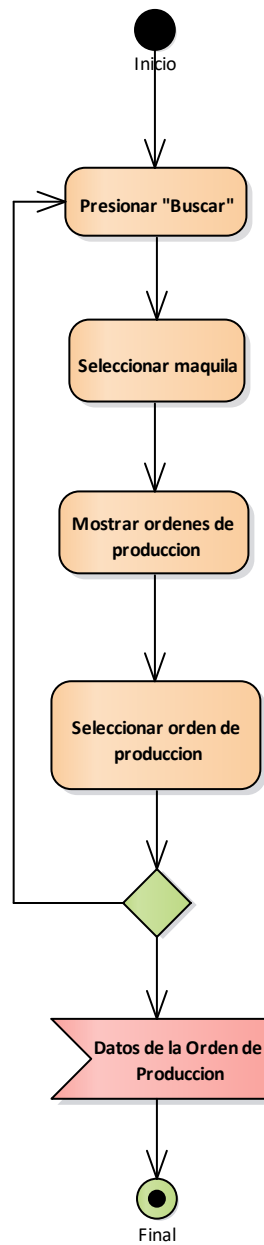 Inicio
Presionar "Buscar"
Seleccionar maquila
Mostrar ordenes de
produccion
Seleccionar orden de
produccion
Datos de la Orden de
Produccion
Final